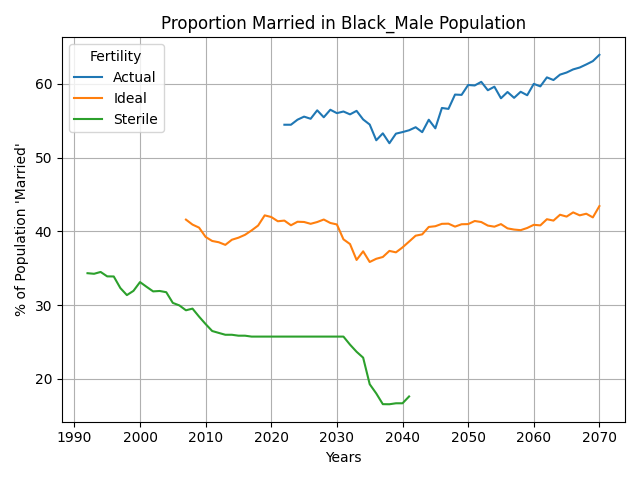 Proportion Married in Black_Male Population
% of Population 'Married'
Fertility
Actual
Ideal
Sterile
60
50
40
30
20
1990 2000 2010 2020 2030 2040 2050 2060 2070
Years